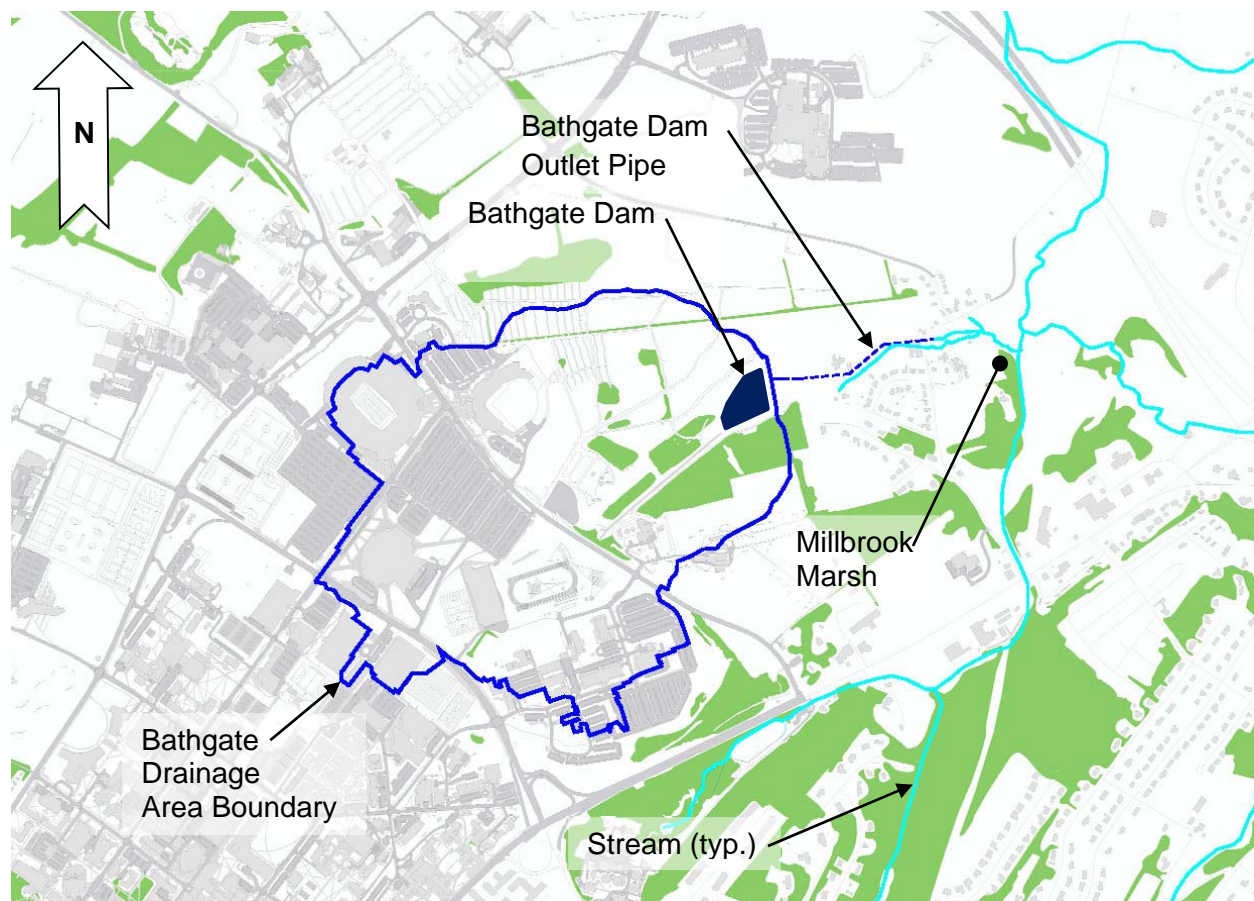 N
Bathgate Dam
Outlet Pipe
Bathgate Dam
Millbrook
Marsh
Bathgate
Drainage
Area Boundary
Stream (typ.)